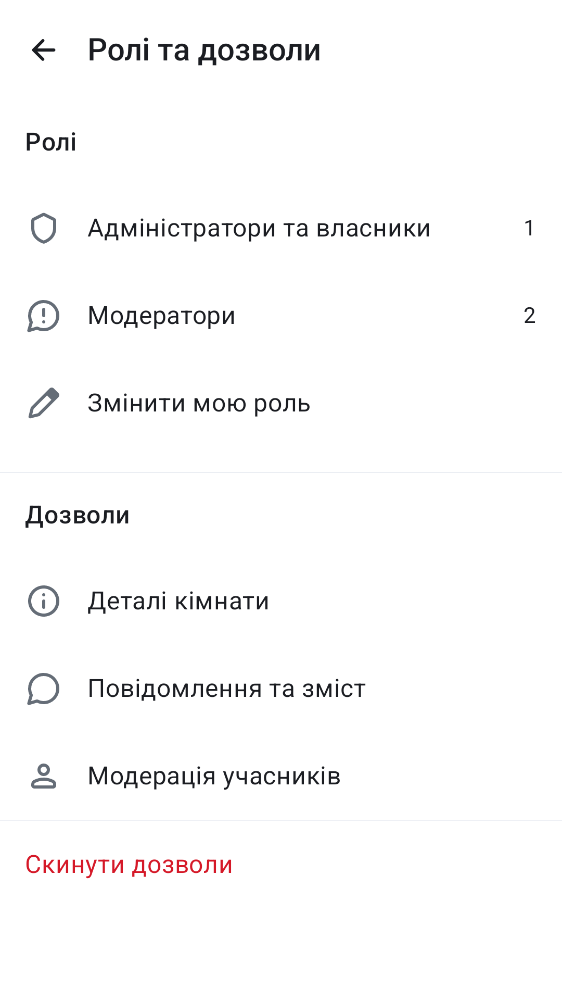 Ролі та дозволи
Ролі
Адміністратори та власники 1
Модератори 2
Змінити мою роль
Дозволи
Деталі кімнати
Повідомлення та зміст
Модерація учасників
Скинути дозволи